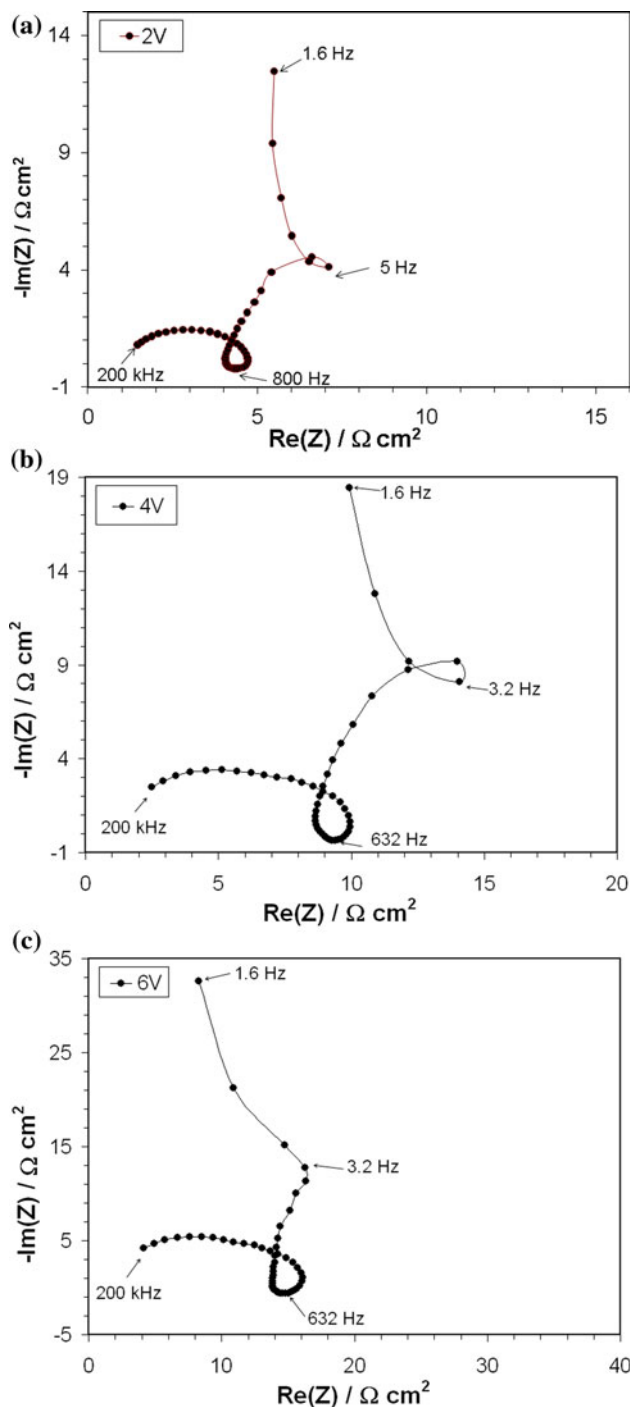 (a)
2V
14
9
4
-1
-Im(Z) / Ω cm²
1.6 Hz
5 Hz
200 kHz
800 Hz
0 5 10 15
Re(Z) / Ω cm²
(b)
4V
19
14
9
4
-1
-Im(Z) / Ω cm²
1.6 Hz
3.2 Hz
200 kHz
632 Hz
0 5 10 15 20
Re(Z) / Ω cm²
(c)
6V
35
25
15
5
-5
-Im(Z) / Ω cm²
1.6 Hz
3.2 Hz
200 kHz
632 Hz
0 10 20 30 40
Re(Z) / Ω cm²